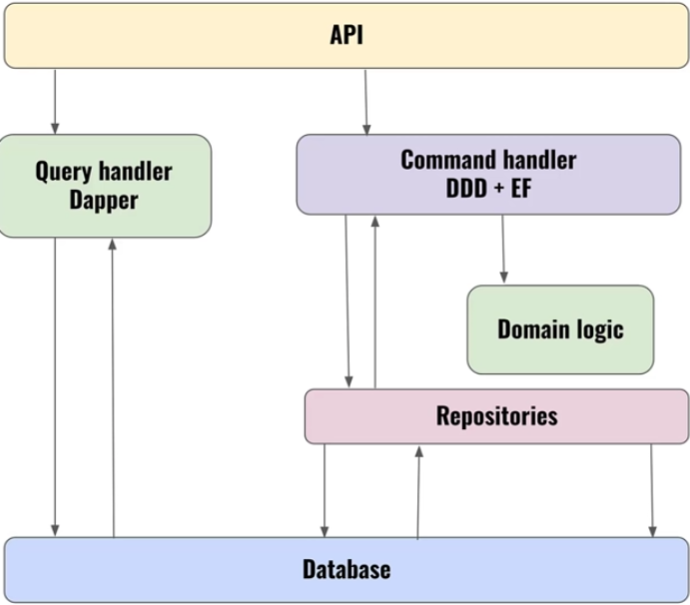 API
Query handler
Dapper
Command handler
DDD + EF
Domain logic
Repositories
Database